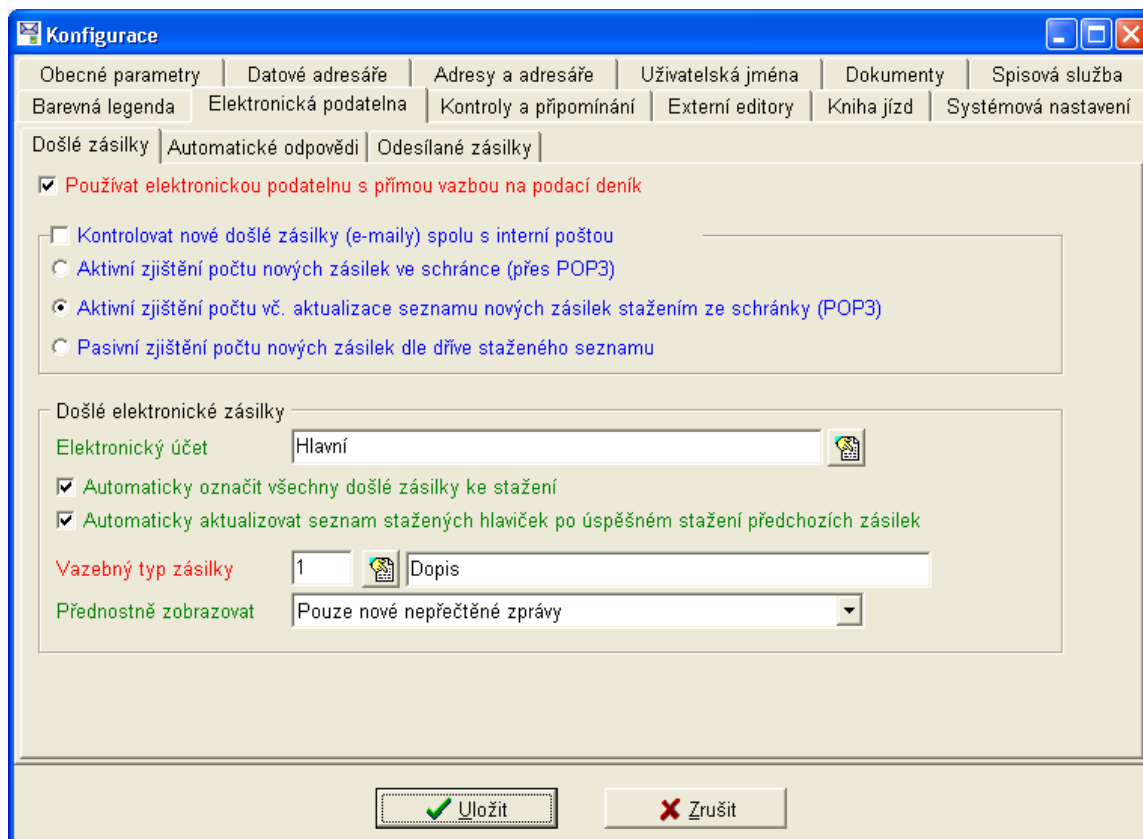 Konfigurace
Obecné parametry Datové adresáře Adresy a adresáře Uživatelská jména Dokumenty Spisová služba
Barevná legenda Elektronická podatelna Kontroly a připomínání Externí editory Kniha jízd Systémová nastavení
Došlé zásilky Automatické odpovědi Odesílané zásilky
Používat elektronickou podatelnu s přímou vazbou na podací deník
Kontrolovat nové došlé zásilky (e-maily) spolu s interní poštou
Aktivní zjištění počtu nových zásilek ve schránce (přes POP3)
Aktivní zjištění počtu vč. aktualizace seznamu nových zásilek stažením ze schránky (POP3)
Pasivní zjištění počtu nových zásilek dle dříve staženého seznamu
Došlé elektronické zásilky
Elektronický účet Hlavní
Automaticky označit všechny došlé zásilky ke stažení
Automaticky aktualizovat seznam stažených hlaviček po úspěšném stažení předchozích zásilek
Vazebný typ zásilky 1 Dopis
Přednostně zobrazovat Pouze nové nepřečtěné zprávy
Uložit Zrušit